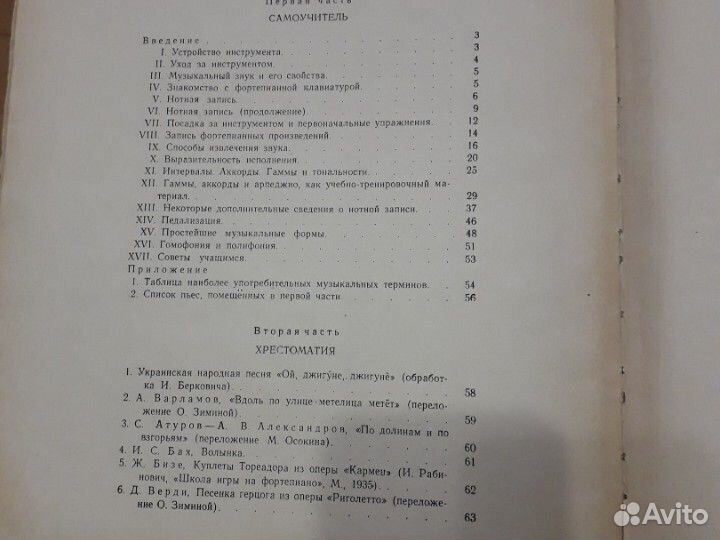 Первая часть
САМОУЧИТЕЛЬ
Введение . . . . . . . . . . 3
I. Устройство инструмента. . . . . . . . 3
II. Уход за инструментом. . . . . . . . 4
III. Музыкальный звук и его свойства. . . . . . 5
IV. Знакомство с фортепианной клавиатурой. . . . . 5
V. Нотная запись. . . . . . . . . 6
VI. Нотная запись (продолжение) . . . . . . 9
VII. Посадка за инструментом и первоначальные упражнения. . 12
VIII. Запись фортепианных произведений. . . . . . 14
IX. Способы извлечения звука. . . . . . . 16
X. Выразительность исполнения. . . . . . . 20
XI. Интервалы. Аккорды. Гаммы и тональности. . . . . 25
XII. Гаммы, аккорды и арпеджио, как учебно-тренировочный ма-
териал. . . . . . . . . . 29
XIII. Некоторые дополнительные сведения о нотной записи. . . 37
XIV. Педализация. . . . . . . . . 46
XV. Простейшие музыкальные формы. . . . . . 48
XVI. Гомофония и полифония. . . . . . . 51
XVII. Советы учащимся. . . . . . . . 53
Приложение
1. Таблица наиболее употребительных музыкальных терминов. . 54
2. Список пьес, помещённых в первой части. . . . . 56
Вторая часть
ХРЕСТОМАТИЯ
1. Украинская народная песня «Ой, джигу́не, джигуне́» (обработ-
ка И. Берковича). . . . . . . . . 58
2. А. Варламов, «Вдоль по улице метелица метёт» (перело-
жение О. Зиминой). . . . . . . . . 59
3. С. Атуров—А. В. Александров, «По долинам и по
взгорьям» (переложение М. Осокина). . . . . . 60
4. И. С. Бах, Волынка. . . . . . . . 61
5. Ж. Бизе, Куплеты Тореадора из оперы «Кармен» (И. Раби-
нович, «Школа игры на фортепиано», М., 1935). . . . 62
6. Д. Верди, Песенка герцога из оперы «Риголетто» (переложе-
ние О. Зиминой). . . . . . . . . 63
Avito